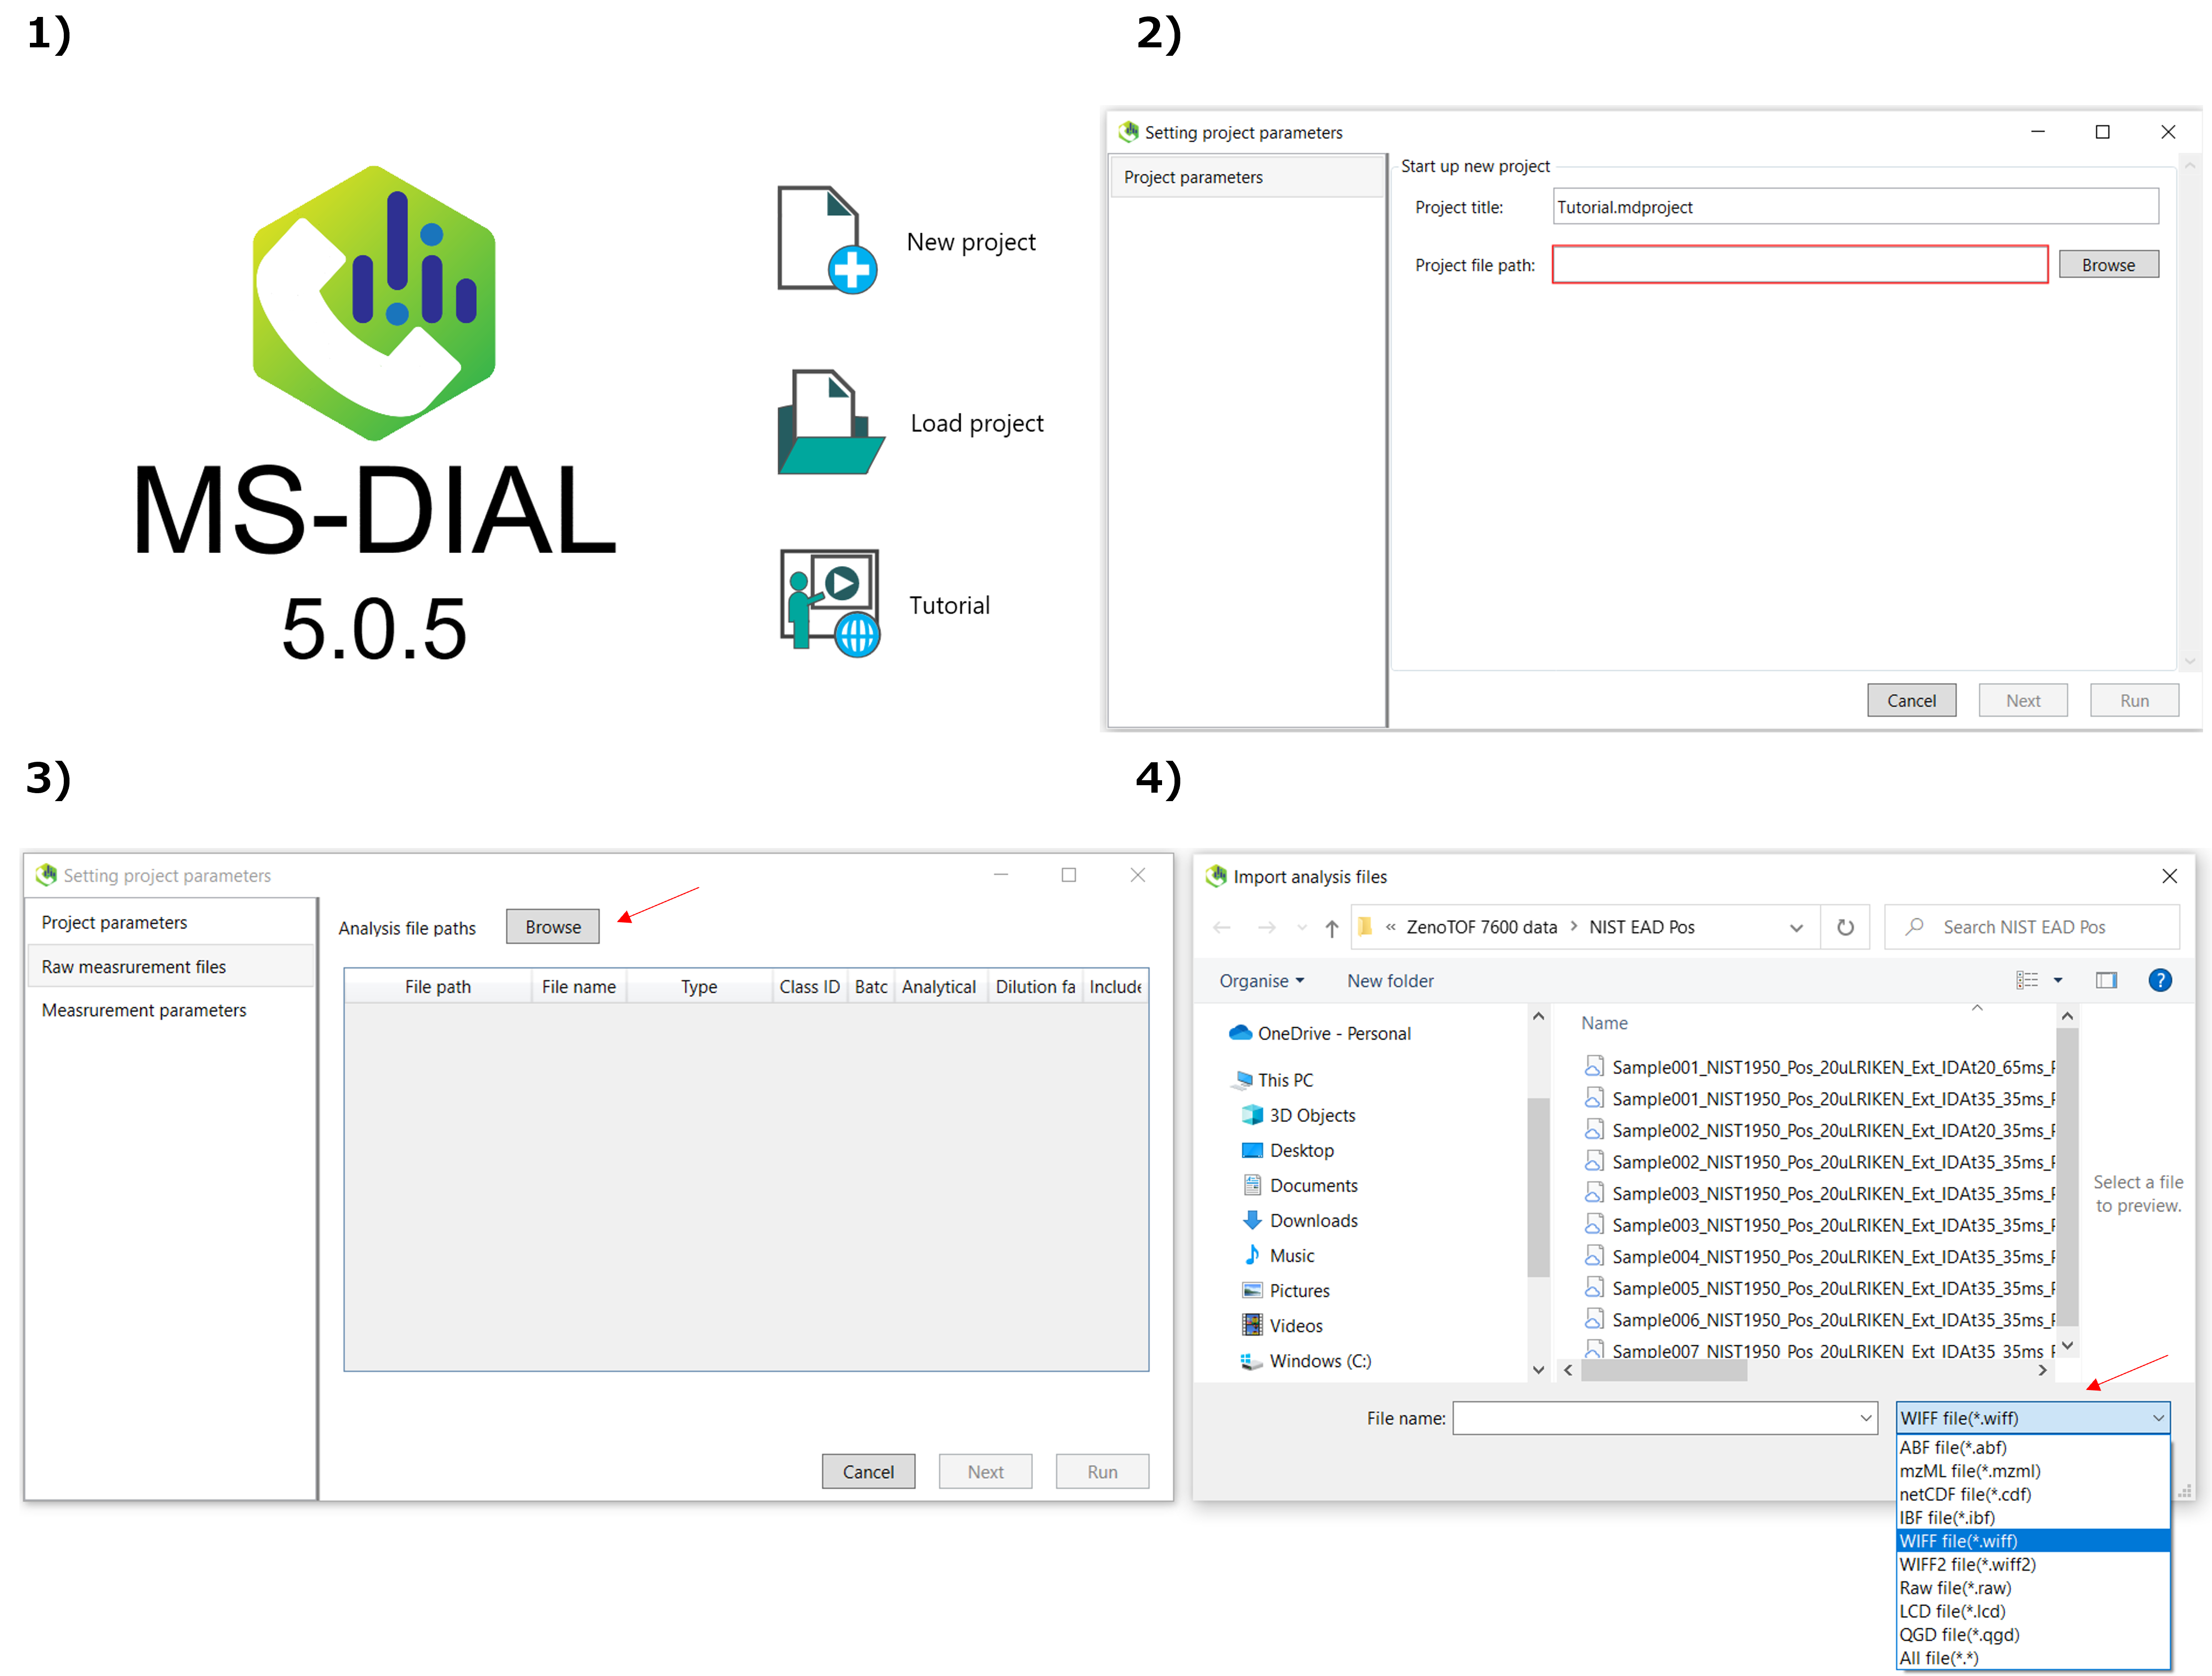 1)
MS-DIAL
5.0.5
New project
Load project
Tutorial
2)
Setting project parameters
Project parameters
Start up new project
Project title:
Tutorial.mdproject
Project file path:
Browse
Cancel
Next
Run
3)
Setting project parameters
Project parameters
Raw measrurement files
Measrurement parameters
Analysis file paths
Browse
File path
File name
Type
Class ID
Batc
Analytical
Dilution fa
Include
Cancel
Next
Run
4)
Import analysis files
« ZenoTOF 7600 data > NIST EAD Pos
Search NIST EAD Pos
Organise
New folder
?
OneDrive - Personal
This PC
3D Objects
Desktop
Documents
Downloads
Music
Pictures
Videos
Windows (C:)
Name
Sample001_NIST1950_Pos_20uLRIKEN_Ext_IDAt20_65ms_
Sample001_NIST1950_Pos_20uLRIKEN_Ext_IDAt35_35ms_
Sample002_NIST1950_Pos_20uLRIKEN_Ext_IDAt20_35ms_
Sample002_NIST1950_Pos_20uLRIKEN_Ext_IDAt35_35ms_
Sample003_NIST1950_Pos_20uLRIKEN_Ext_IDAt35_35ms_
Sample003_NIST1950_Pos_20uLRIKEN_Ext_IDAt35_35ms_
Sample004_NIST1950_Pos_20uLRIKEN_Ext_IDAt35_35ms_
Sample005_NIST1950_Pos_20uLRIKEN_Ext_IDAt35_35ms_
Sample006_NIST1950_Pos_20uLRIKEN_Ext_IDAt35_35ms_
Sample007_NIST1950_Pos_20uLRIKEN_Ext_IDAt35_35ms_
Select a file
to preview.
File name:
WIFF file(*.wiff)
ABF file(*.abf)
mzML file(*.mzml)
netCDF file(*.cdf)
IBF file(*.ibf)
WIFF file(*.wiff)
WIFF2 file(*.wiff2)
Raw file(*.raw)
LCD file(*.lcd)
QGD file(*.qgd)
All file(*.*)